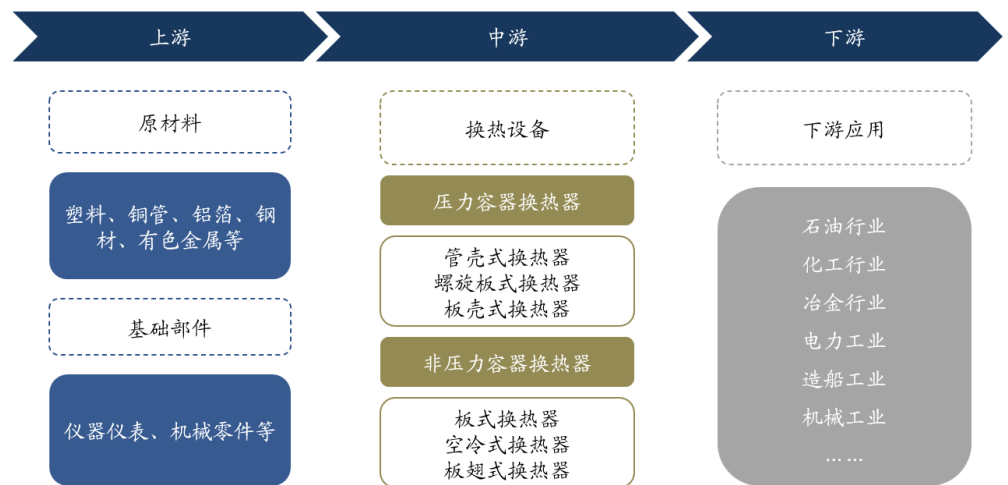 上游
中游
下游
原材料
塑料、铜管、铝箔、钢
材、有色金属等
基础部件
仪器仪表、机械零件等
换热设备
压力容器换热器
管壳式换热器
螺旋板式换热器
板壳式换热器
非压力容器换热器
板式换热器
空冷式换热器
板翅式换热器
下游应用
石油行业
化工行业
冶金行业
电力工业
造船工业
机械工业
……